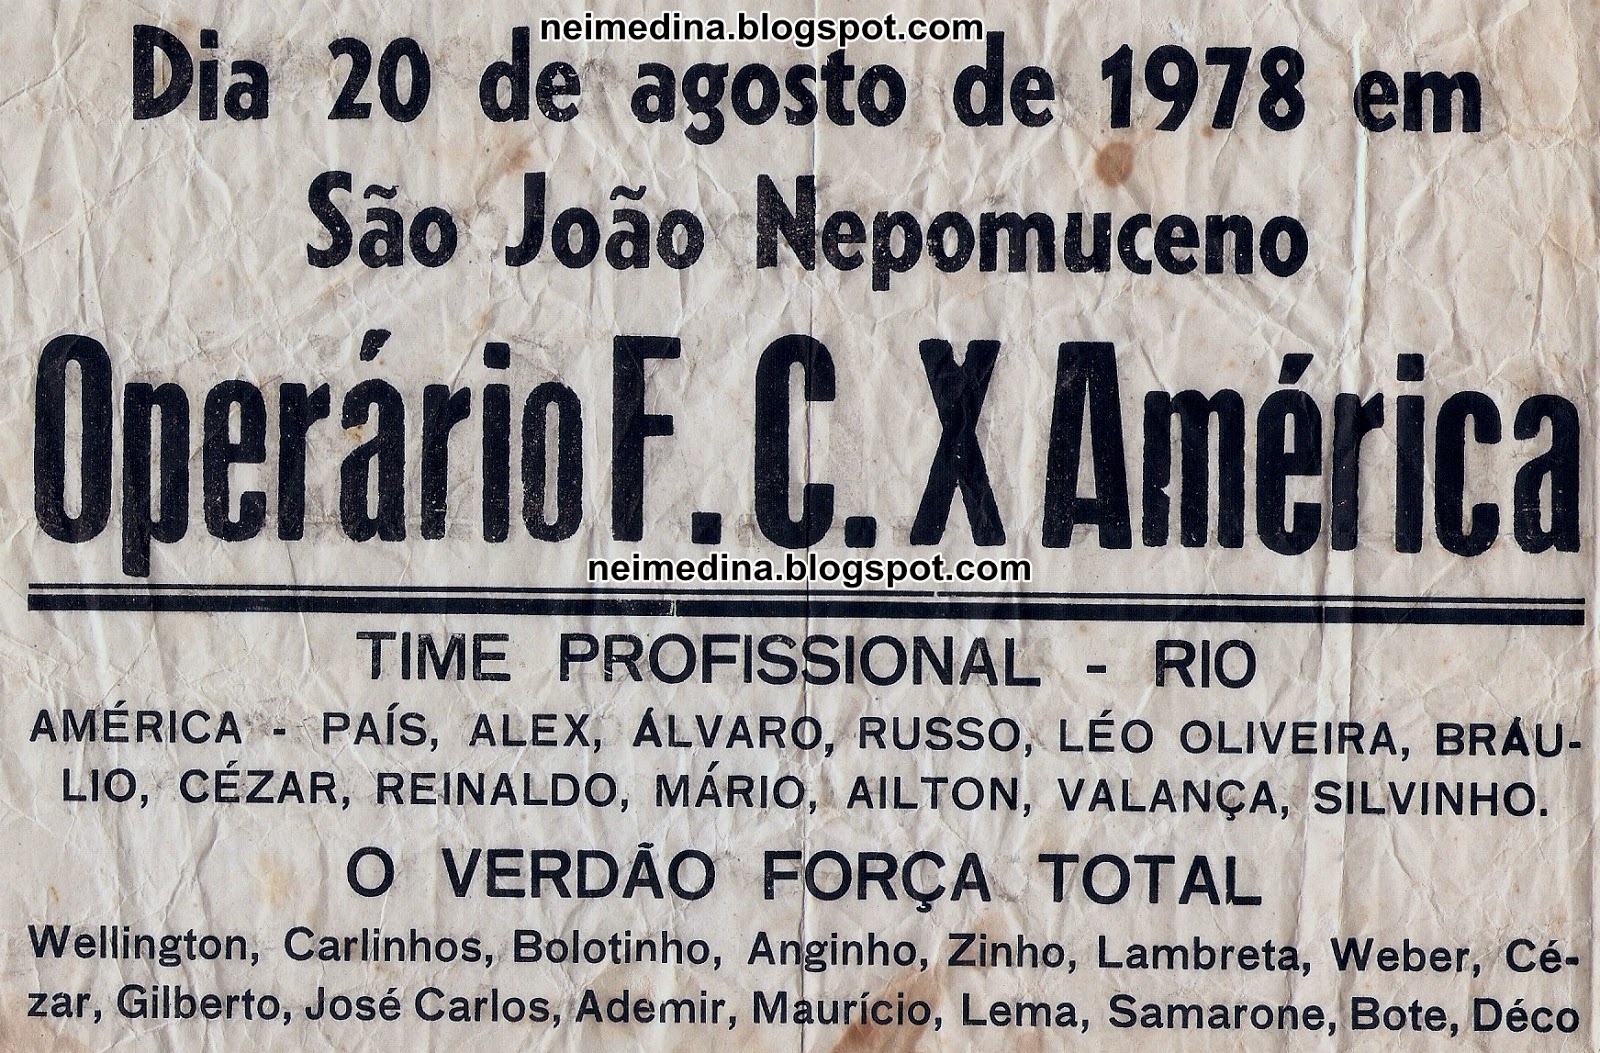 neimedina.blogspot.com
Dia 20 de agosto de 1978 em
São João Nepomuceno
Operário F. C. X América
neimedina.blogspot.com
TIME PROFISSIONAL - RIO
AMÉRICA - PAÍS, ALEX, ÁLVARO, RUSSO, LÉO OLIVEIRA, BRÁU-
LIO, CÉZAR, REINALDO, MÁRIO, AILTON, VALANÇA, SILVINHO.
O VERDÃO FORÇA TOTAL
Wellington, Carlinhos, Bolotinho, Anginho, Zinho, Lambreta, Weber, Cé-
zar, Gilberto, José Carlos, Ademir, Maurício, Lema, Samarone, Bote, Déco